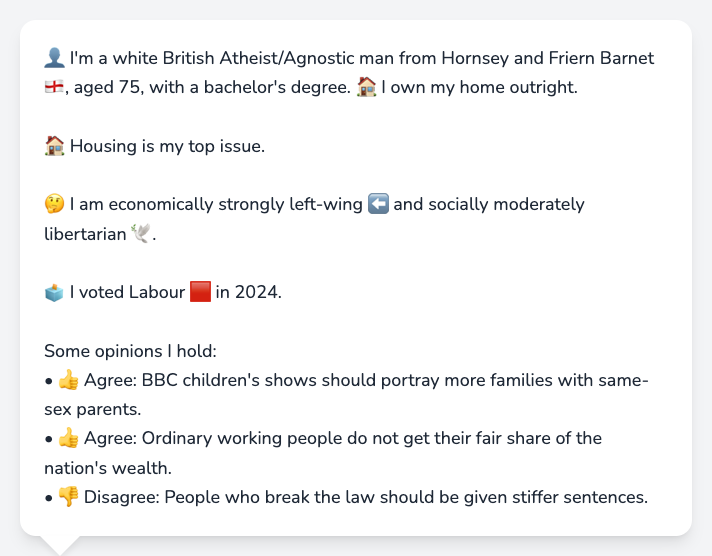 👤 I'm a white British Atheist/Agnostic man from Hornsey and Friern Barnet
🏴󠁧󠁢󠁥󠁮󠁧󠁿, aged 75, with a bachelor's degree. 🏠 I own my home outright.
🏠 Housing is my top issue.
🤔 I am economically strongly left-wing ⬅️ and socially moderately
libertarian 🕊️.
🗳️ I voted Labour 🟥 in 2024.
Some opinions I hold:
• 👍 Agree: BBC children's shows should portray more families with same-
sex parents.
• 👍 Agree: Ordinary working people do not get their fair share of the
nation's wealth.
• 👎 Disagree: People who break the law should be given stiffer sentences.